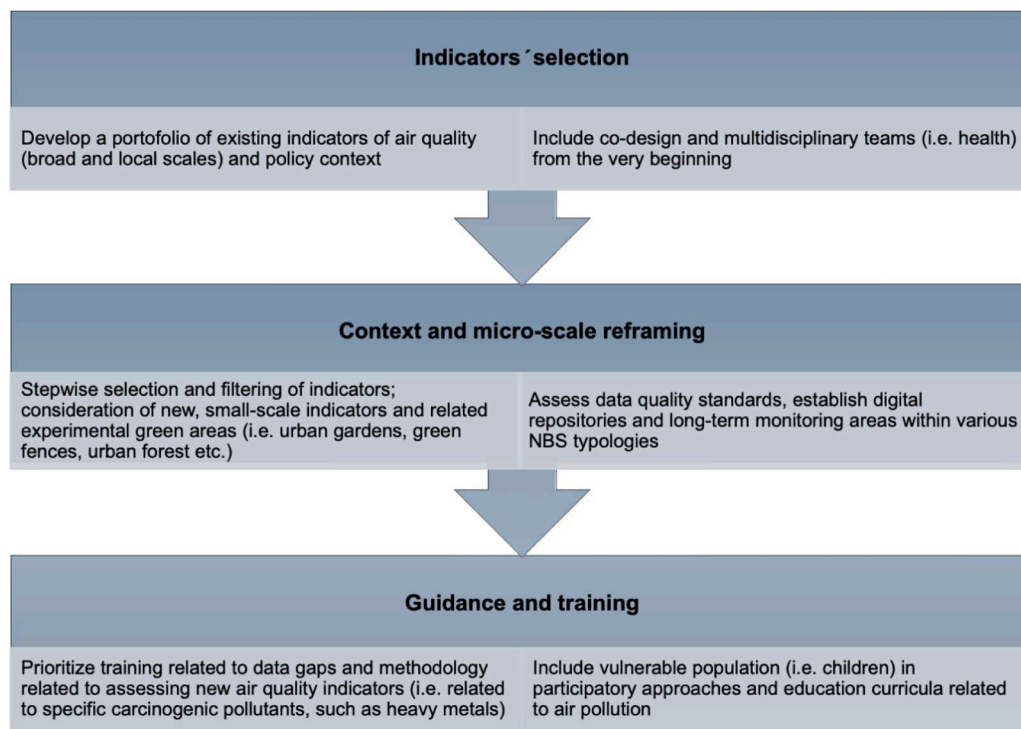 Indicators ´selection
Develop a portofolio of existing indicators of air quality
(broad and local scales) and policy context
Include co-design and multidisciplinary teams (i.e. health)
from the very beginning
Context and micro-scale reframing
Stepwise selection and filtering of indicators;
consideration of new, small-scale indicators and related
experimental green areas (i.e. urban gardens, green
fences, urban forest etc.)
Assess data quality standards, establish digital
repositories and long-term monitoring areas within various
NBS typologies
Guidance and training
Prioritize training related to data gaps and methodology
related to assessing new air quality indicators (i.e. related
to specific carcinogenic pollutants, such as heavy metals)
Include vulnerable population (i.e. children) in
participatory approaches and education curricula related
to air pollution